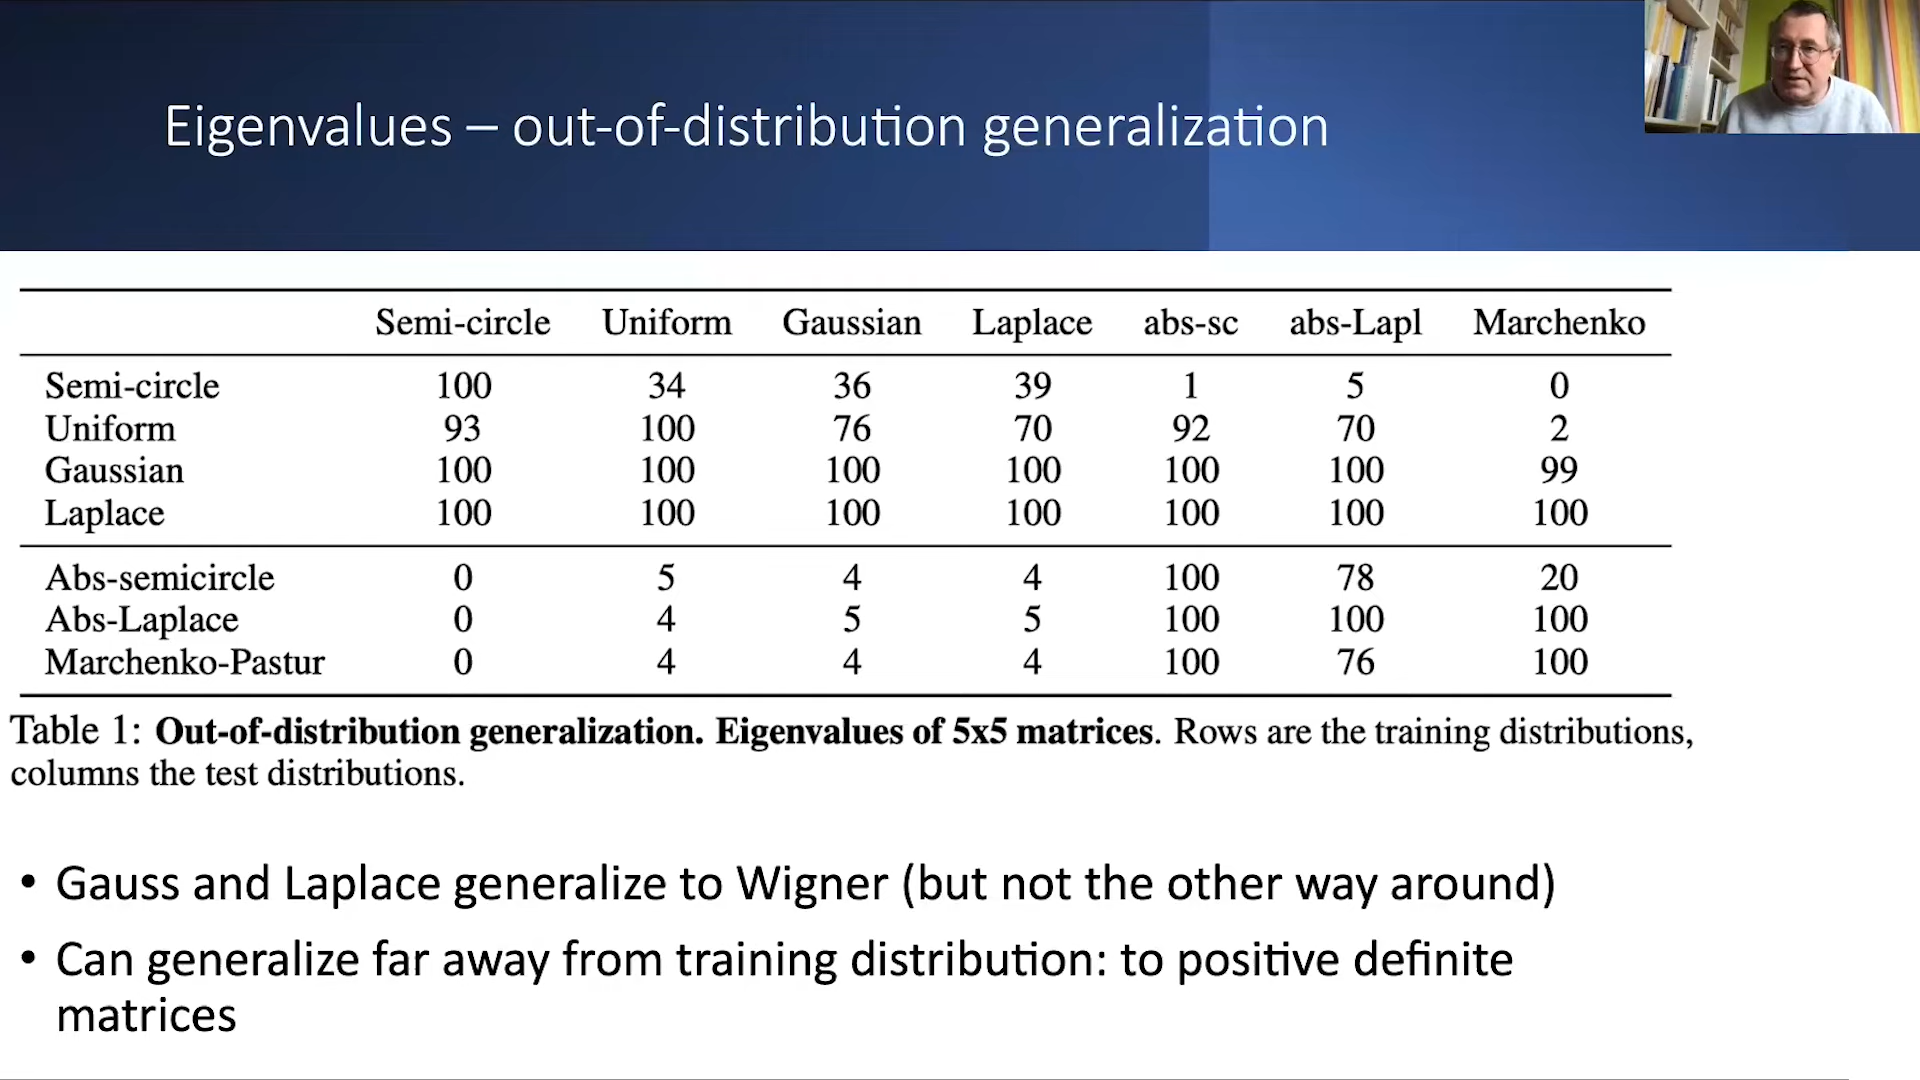 Eigenvalues – out-of-distribution generalization
Semi-circle Uniform Gaussian Laplace abs-sc abs-Lapl Marchenko
Semi-circle 100 34 36 39 1 5 0
Uniform 93 100 76 70 92 70 2
Gaussian 100 100 100 100 100 100 99
Laplace 100 100 100 100 100 100 100
Abs-semicircle 0 5 4 4 100 78 20
Abs-Laplace 0 4 5 5 100 100 100
Marchenko-Pastur 0 4 4 4 100 76 100
Table 1: Out-of-distribution generalization. Eigenvalues of 5x5 matrices. Rows are the training distributions,
columns the test distributions.
• Gauss and Laplace generalize to Wigner (but not the other way around)
• Can generalize far away from training distribution: to positive definite
matrices